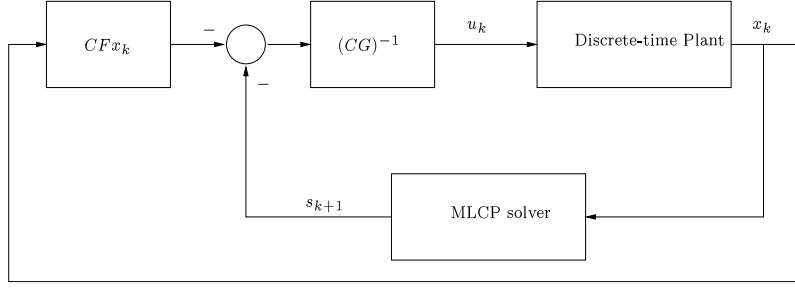 − u_k x_k
CFx_k (CG)^{−1} Discrete-time Plant
−
s_{k+1} MLCP solver